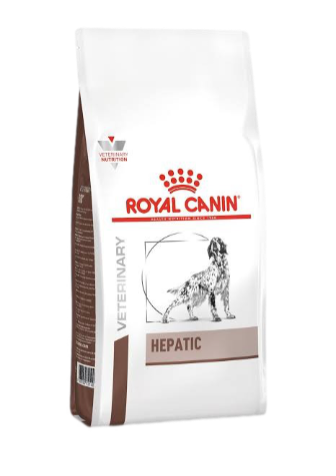 VETERINARY
NUTRITION
ROYAL CANIN
VETERINARY
HEPATIC